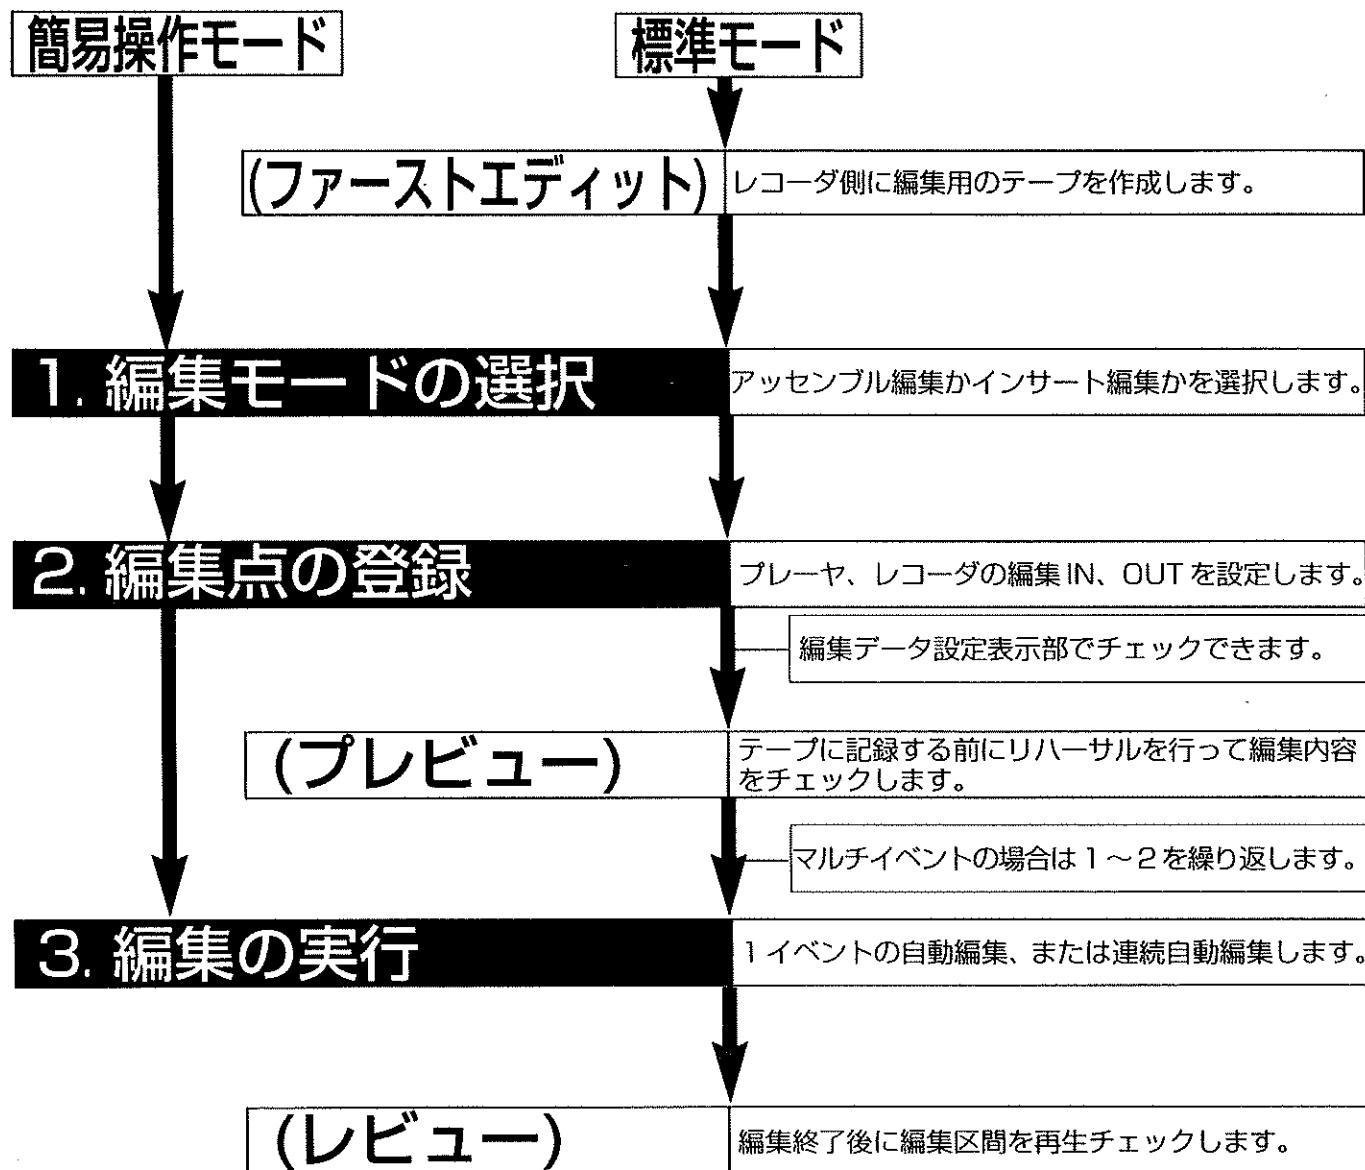 簡易操作モード
標準モード
(ファーストエディット)
レコーダ側に編集用のテープを作成します。
1. 編集モードの選択
アッセンブル編集かインサート編集かを選択します。
2. 編集点の登録
プレーヤ、レコーダの編集IN、OUTを設定します。
編集データ設定表示部でチェックできます。
(プレビュー)
テープに記録する前にリハーサルを行って編集内容
をチェックします。
マルチイベントの場合は1～2を繰り返します。
3. 編集の実行
1イベントの自動編集、または連続自動編集します。
(レビュー)
編集終了後に編集区間を再生チェックします。